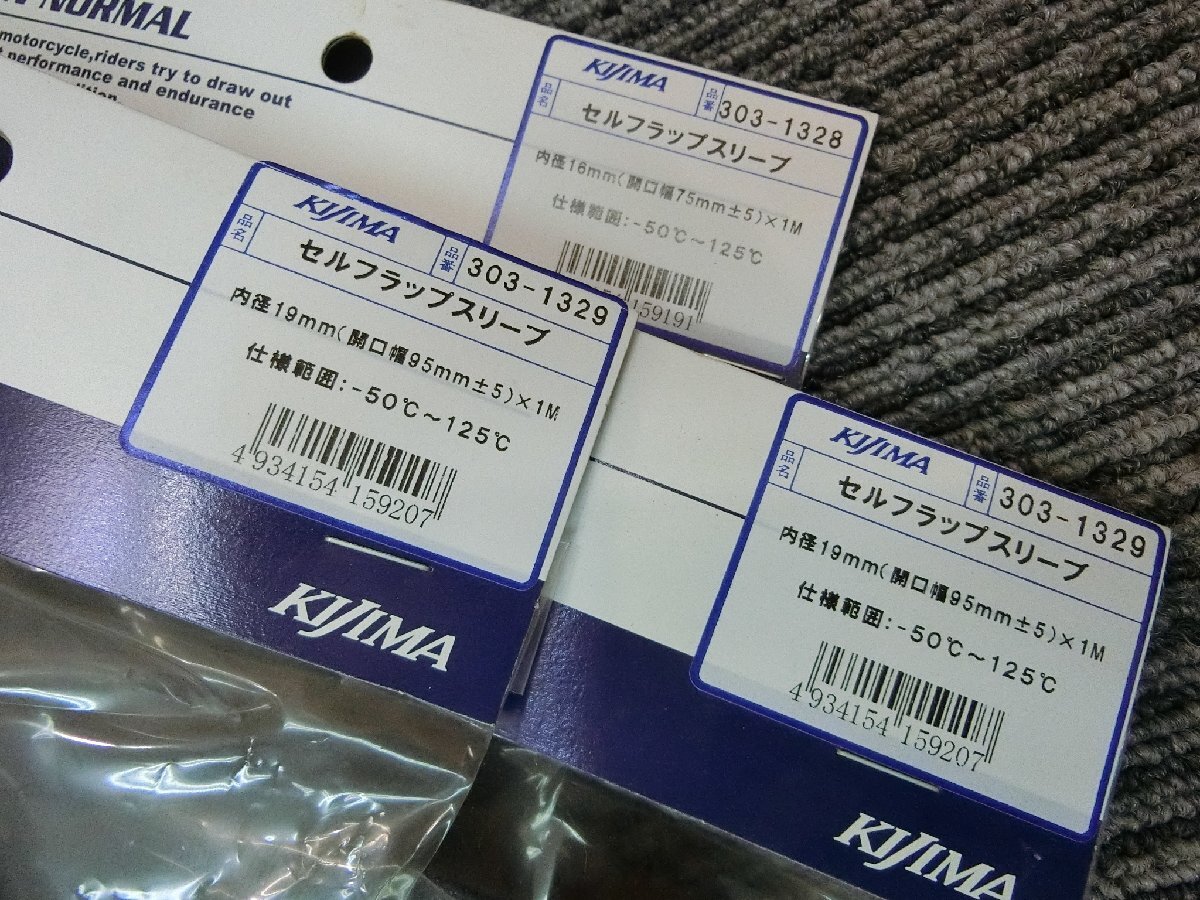 NORMAL
motorcycle,riders try to draw out
performance and endurance
KIJIMA
品番
303-1328
品名
セルフラップスリーブ
内径16mm(開口幅75mm±5)×1M
仕様範囲:-50℃~125℃
159191
KIJIMA
品番
303-1329
品名
セルフラップスリーブ
内径19mm(開口幅95mm±5)×1M
仕様範囲:-50℃~125℃
4934154 159207
KIJIMA
KIJIMA
品番
303-1329
品名
セルフラップスリーブ
内径19mm(開口幅95mm±5)×1M
仕様範囲:-50℃~125℃
4934154 159207
KIJIMA